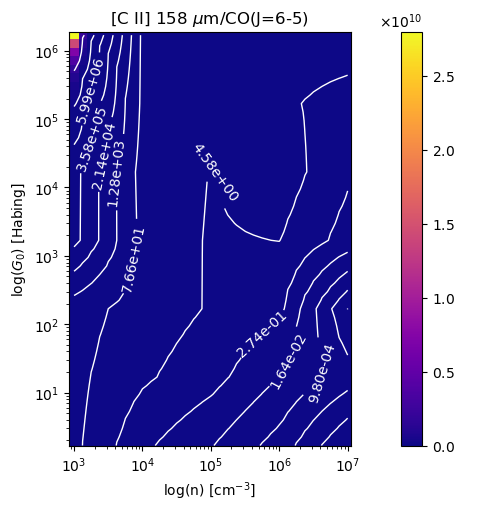 [C II] 158 μm/CO(J=6-5)
×10¹⁰
10⁶
10⁵
10⁴
10³
10²
10¹
log(G₀) [Habing]
5.99e+06
3.58e+05
2.14e+04
1.28e+03
7.66e+01
4.58e+00
2.74e-01
1.64e-02
9.80e-04
10³ 10⁴ 10⁵ 10⁶ 10⁷
log(n) [cm⁻³]
2.5
2.0
1.5
1.0
0.5
0.0